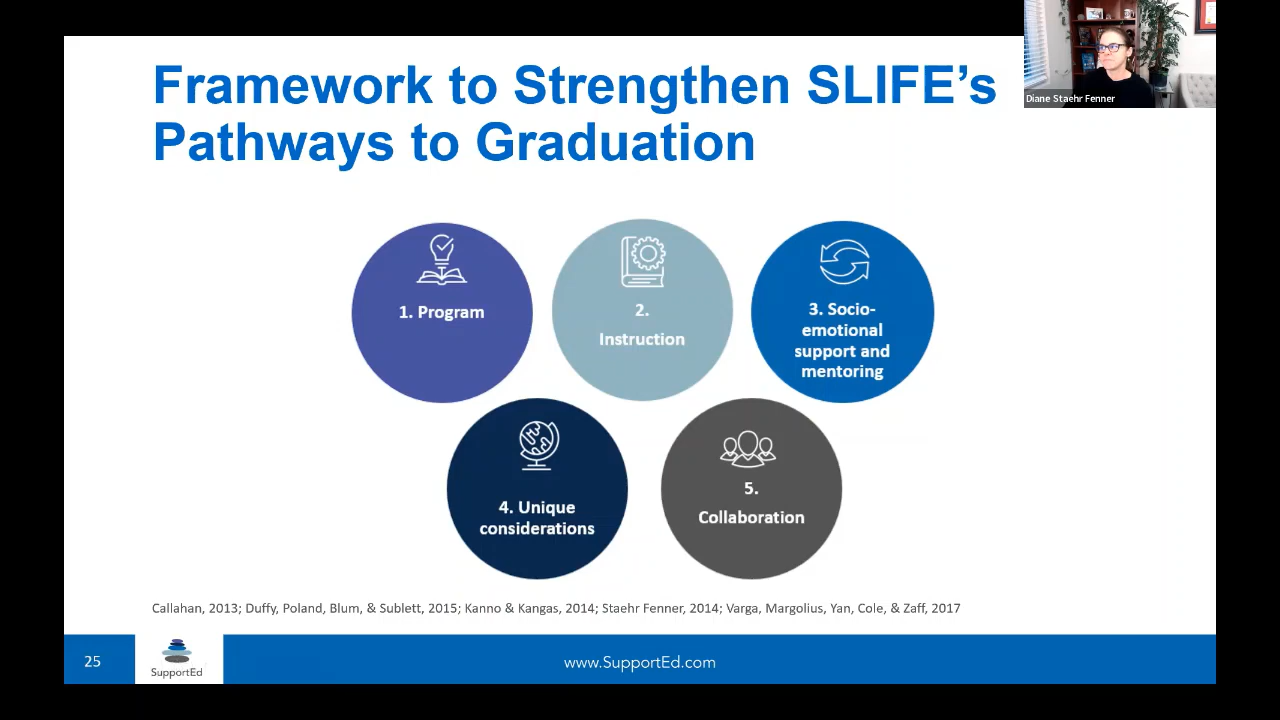 Framework to Strengthen SLIFE’s
Pathways to Graduation
Diane Staehr Fenner
1. Program
2.
Instruction
3. Socio-
emotional
support and
mentoring
4. Unique
considerations
5.
Collaboration
Callahan, 2013; Duffy, Poland, Blum, & Sublett, 2015; Kanno & Kangas, 2014; Staehr Fenner, 2014; Varga, Margolius, Yan, Cole, & Zaff, 2017
25
SupportEd
www.SupportEd.com